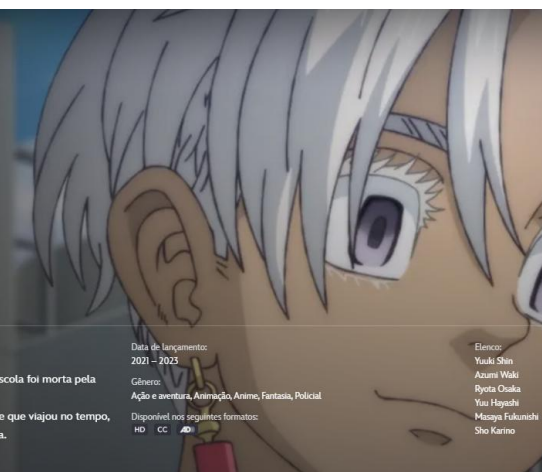 scola foi morta pela
e que viajou no tempo,
a.
Data de lançamento:
2021 – 2023
Gênero:
Ação e aventura, Animação, Anime, Fantasia, Policial
Disponível nos seguintes formatos:
HD CC AD
Elenco:
Yuuki Shin
Azumi Waki
Ryota Osaka
Yuu Hayashi
Masaya Fukunishi
Sho Karino